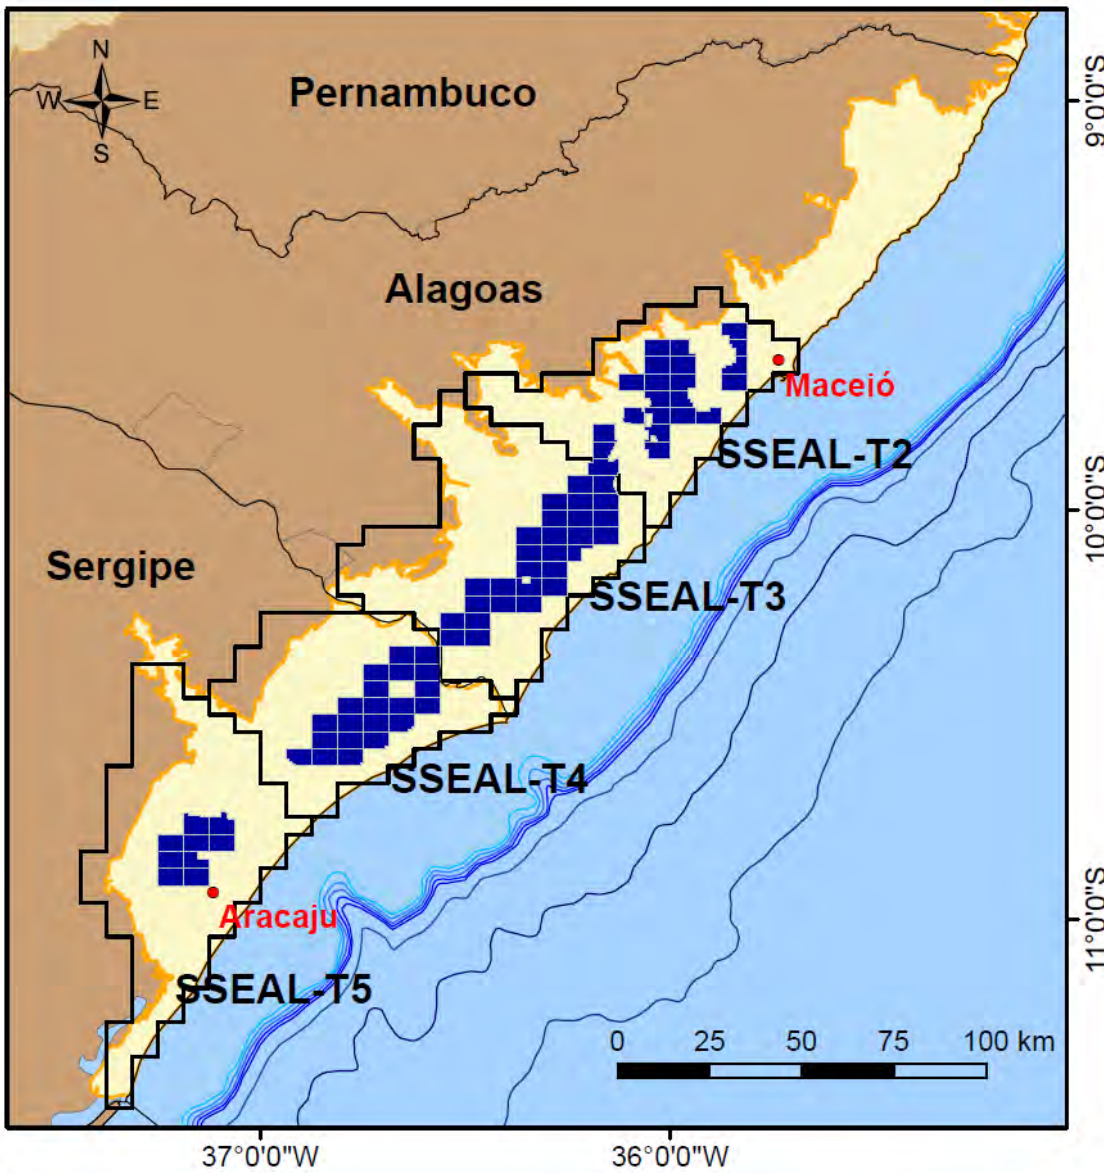 N
W E
S
Pernambuco
9°0'0"S
Alagoas
Maceió
SSEAL-T2
10°0'0"S
Sergipe
SSEAL-T3
SSEAL-T4
Aracaju
11°0'0"S
SSEAL-T5
0 25 50 75 100 km
37°0'0"W 36°0'0"W